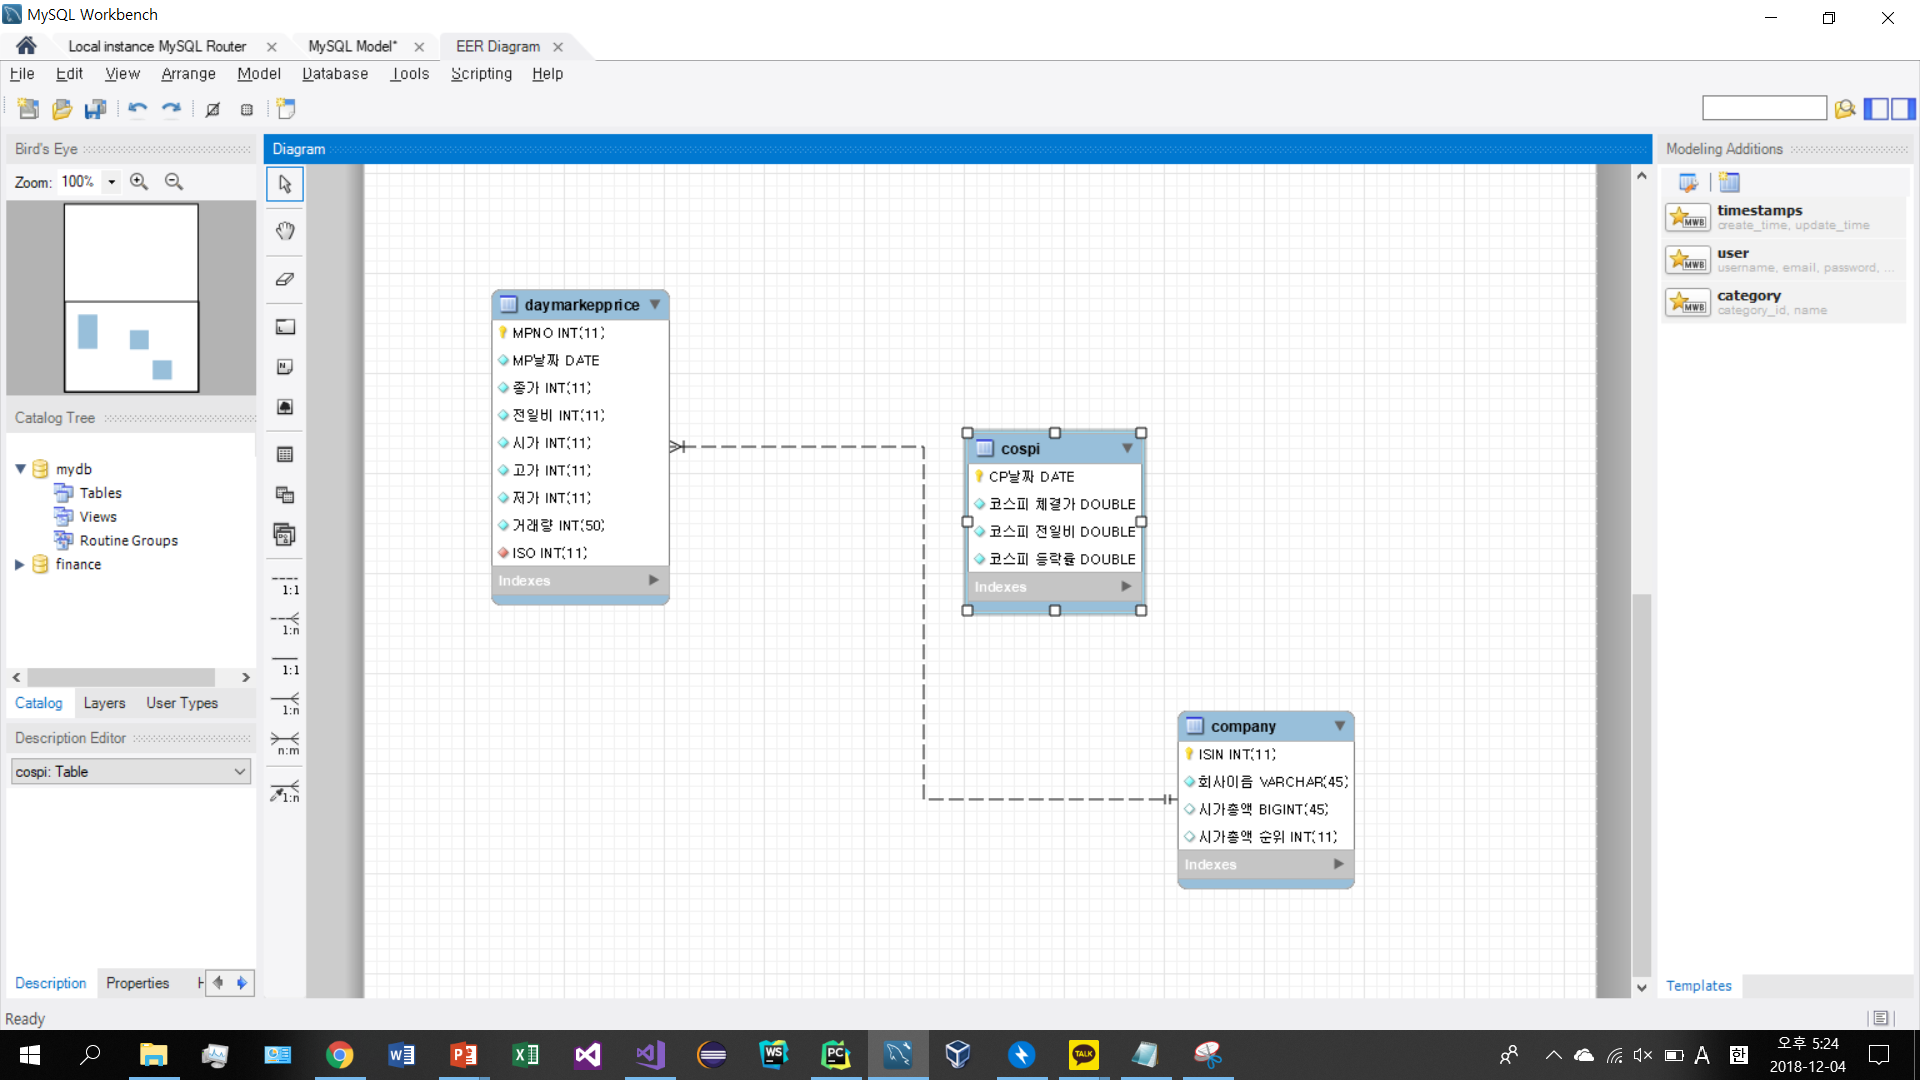 MySQL Workbench
Local instance MySQL Router
MySQL Model*
EER Diagram
File Edit View Arrange Model Database Tools Scripting Help
Bird's Eye
Zoom: 100%
Catalog Tree
mydb
Tables
Views
Routine Groups
finance
Catalog Layers User Types
Description Editor
cospi: Table
Description Properties H
Ready
Diagram
1:1
1:n
1:1
1:n
n:m
1:n
daymarkepprice
MPNO INT(11)
MP날짜 DATE
종가 INT(11)
전일비 INT(11)
시가 INT(11)
고가 INT(11)
저가 INT(11)
거래량 INT(50)
ISO INT(11)
Indexes
cospi
CP날짜 DATE
코스피 체결가 DOUBLE
코스피 전일비 DOUBLE
코스피 등락률 DOUBLE
Indexes
company
ISIN INT(11)
회사이름 VARCHAR(45)
시가총액 BIGINT(45)
시가총액 순위 INT(11)
Indexes
Modeling Additions
MWB
timestamps
create_time, update_time
MWB
user
username, email, password, ...
MWB
category
category_id, name
Templates
WS
PC
TALK
A
한
오후 5:24
2018-12-04